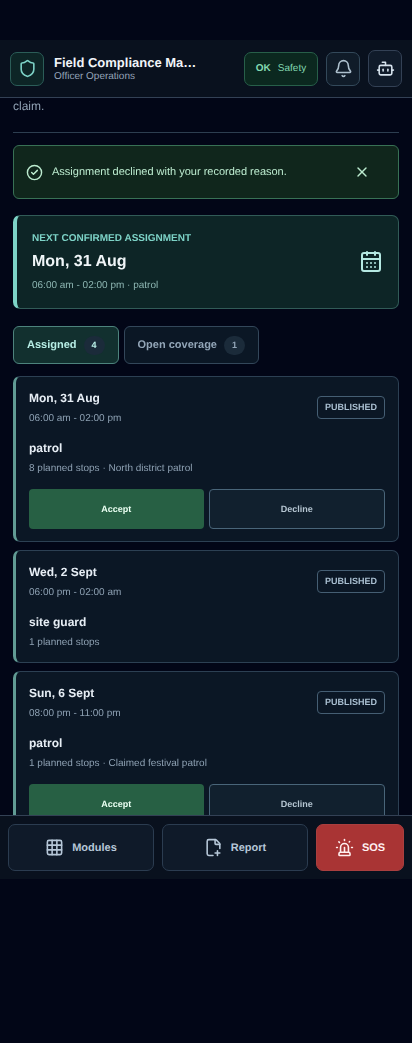 Field Compliance Ma...
Officer Operations
OK Safety
claim.
Assignment declined with your recorded reason.
NEXT CONFIRMED ASSIGNMENT
Mon, 31 Aug
06:00 am - 02:00 pm · patrol
Assigned 4
Open coverage 1
Mon, 31 Aug
06:00 am - 02:00 pm
PUBLISHED
patrol
8 planned stops · North district patrol
Accept
Decline
Wed, 2 Sept
06:00 pm - 02:00 am
PUBLISHED
site guard
1 planned stops
Sun, 6 Sept
08:00 pm - 11:00 pm
PUBLISHED
patrol
1 planned stops · Claimed festival patrol
Accept
Decline
Modules
Report
SOS